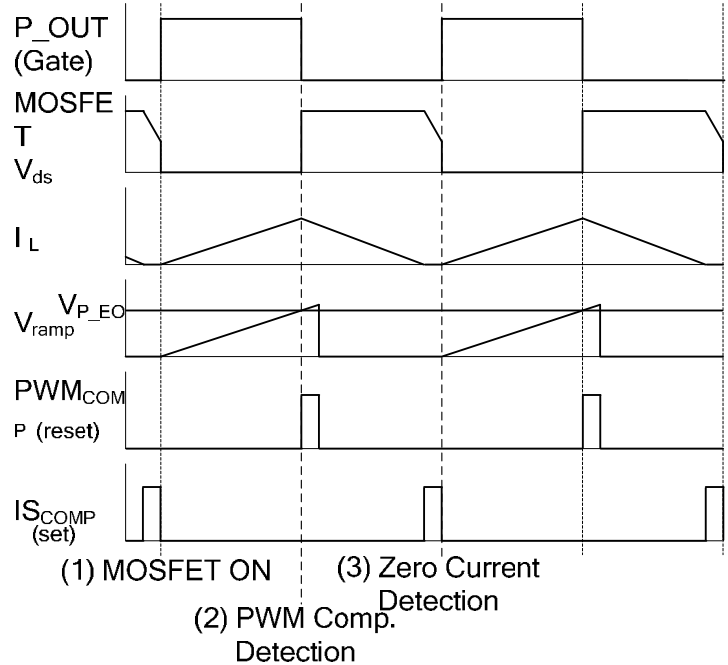 P_OUT
(Gate)
MOSFE
T
Vds
IL
VP_EO
Vramp
PWMCOM
P (reset)
ISCOMP
(set)
(1) MOSFET ON
(3) Zero Current
Detection
(2) PWM Comp.
Detection